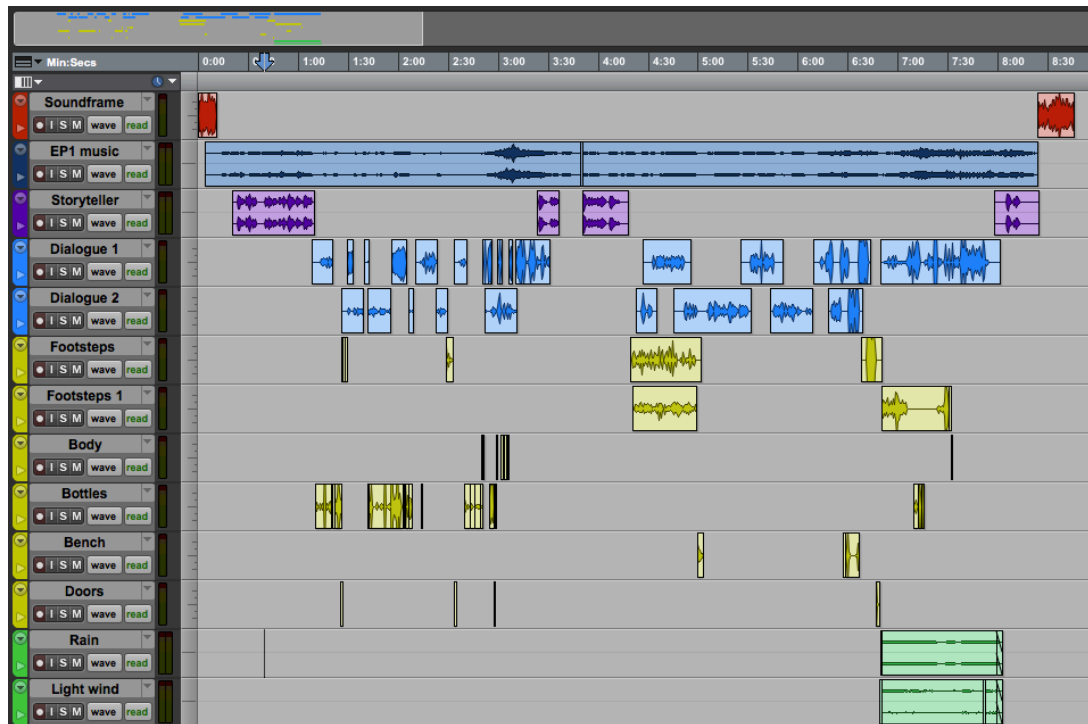 Min:Secs 0:00 1:00 1:30 2:00 2:30 3:00 3:30 4:00 4:30 5:00 5:30 6:00 6:30 7:00 7:30 8:00 8:30
Soundframe
I S M wave read
EP1 music
I S M wave read
Storyteller
I S M wave read
Dialogue 1
I S M wave read
Dialogue 2
I S M wave read
Footsteps
I S M wave read
Footsteps 1
I S M wave read
Body
I S M wave read
Bottles
I S M wave read
Bench
I S M wave read
Doors
I S M wave read
Rain
I S M wave read
Light wind
I S M wave read